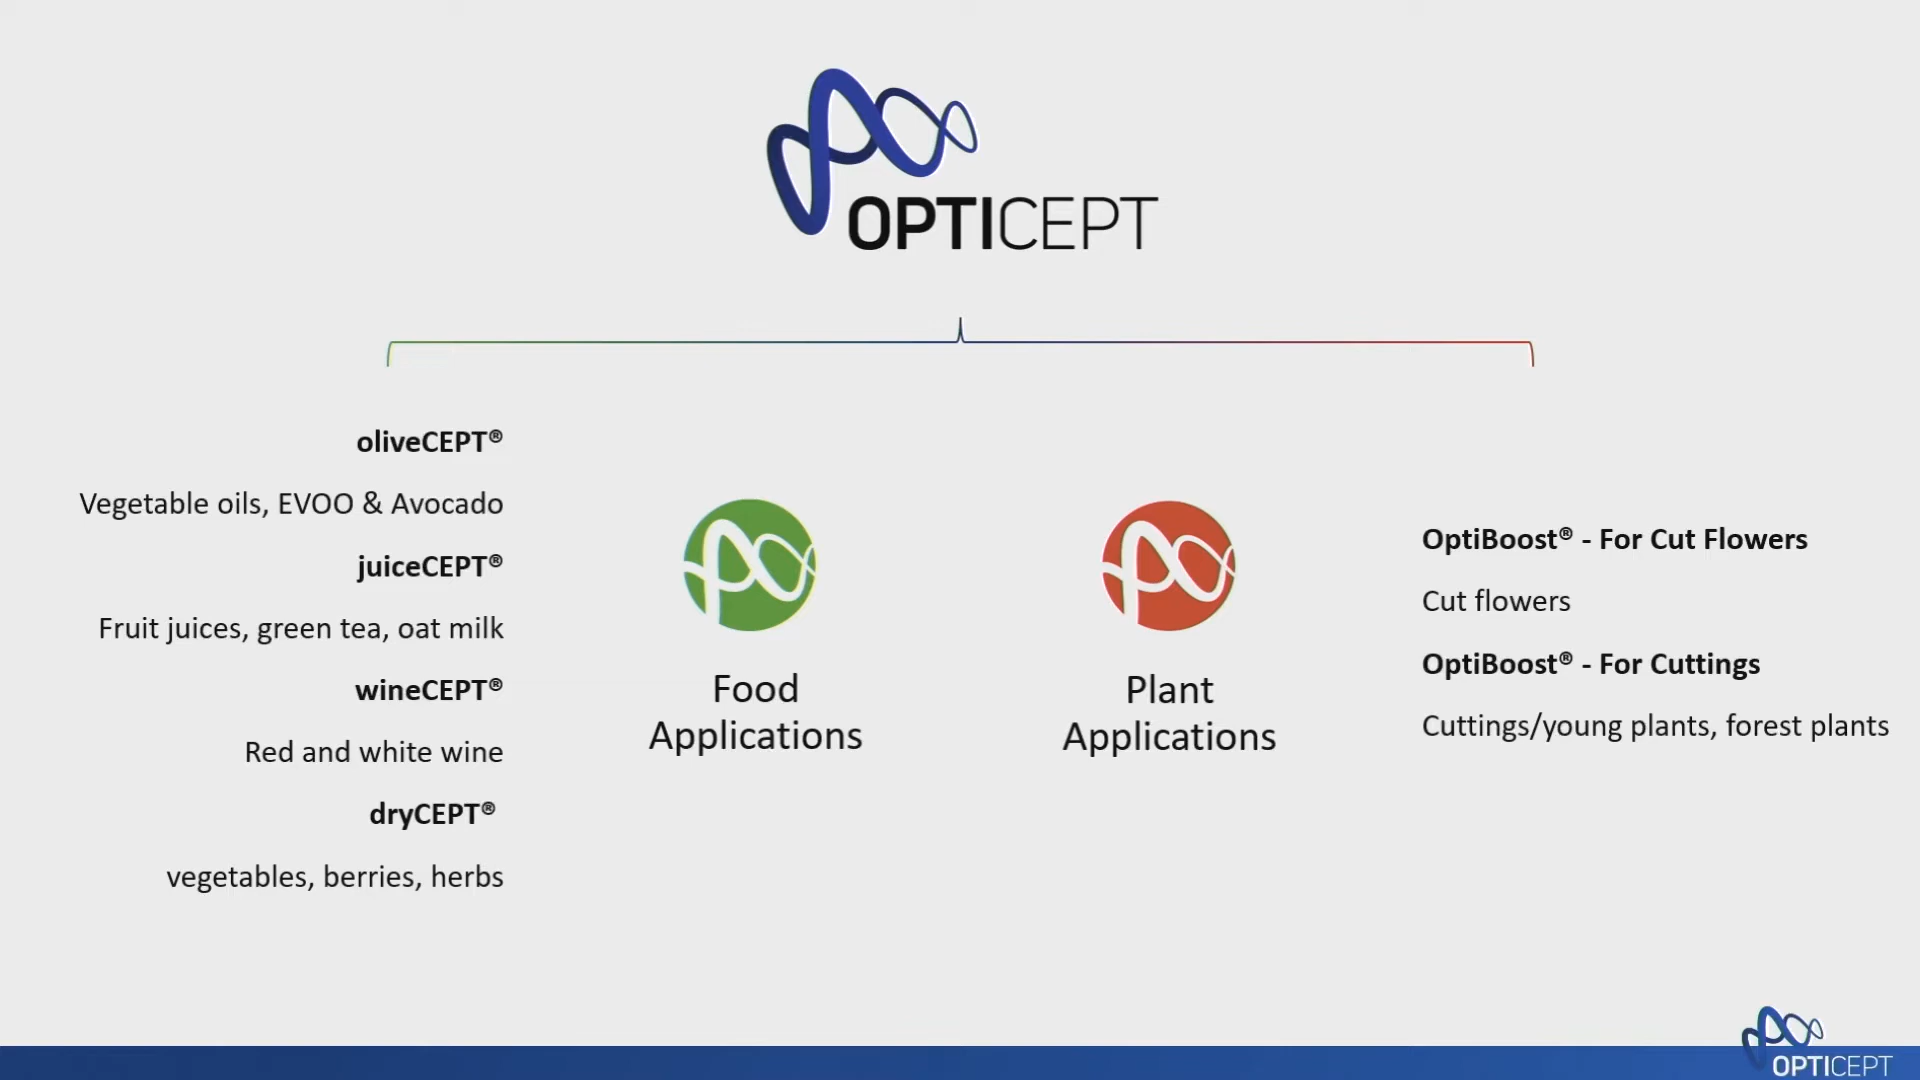 OPTICEPT
oliveCEPT®
Vegetable oils, EVOO & Avocado
juiceCEPT®
Fruit juices, green tea, oat milk
wineCEPT®
Red and white wine
dryCEPT®
vegetables, berries, herbs
Food
Applications
Plant
Applications
OptiBoost® - For Cut Flowers
Cut flowers
OptiBoost® - For Cuttings
Cuttings/young plants, forest plants
OPTICEPT